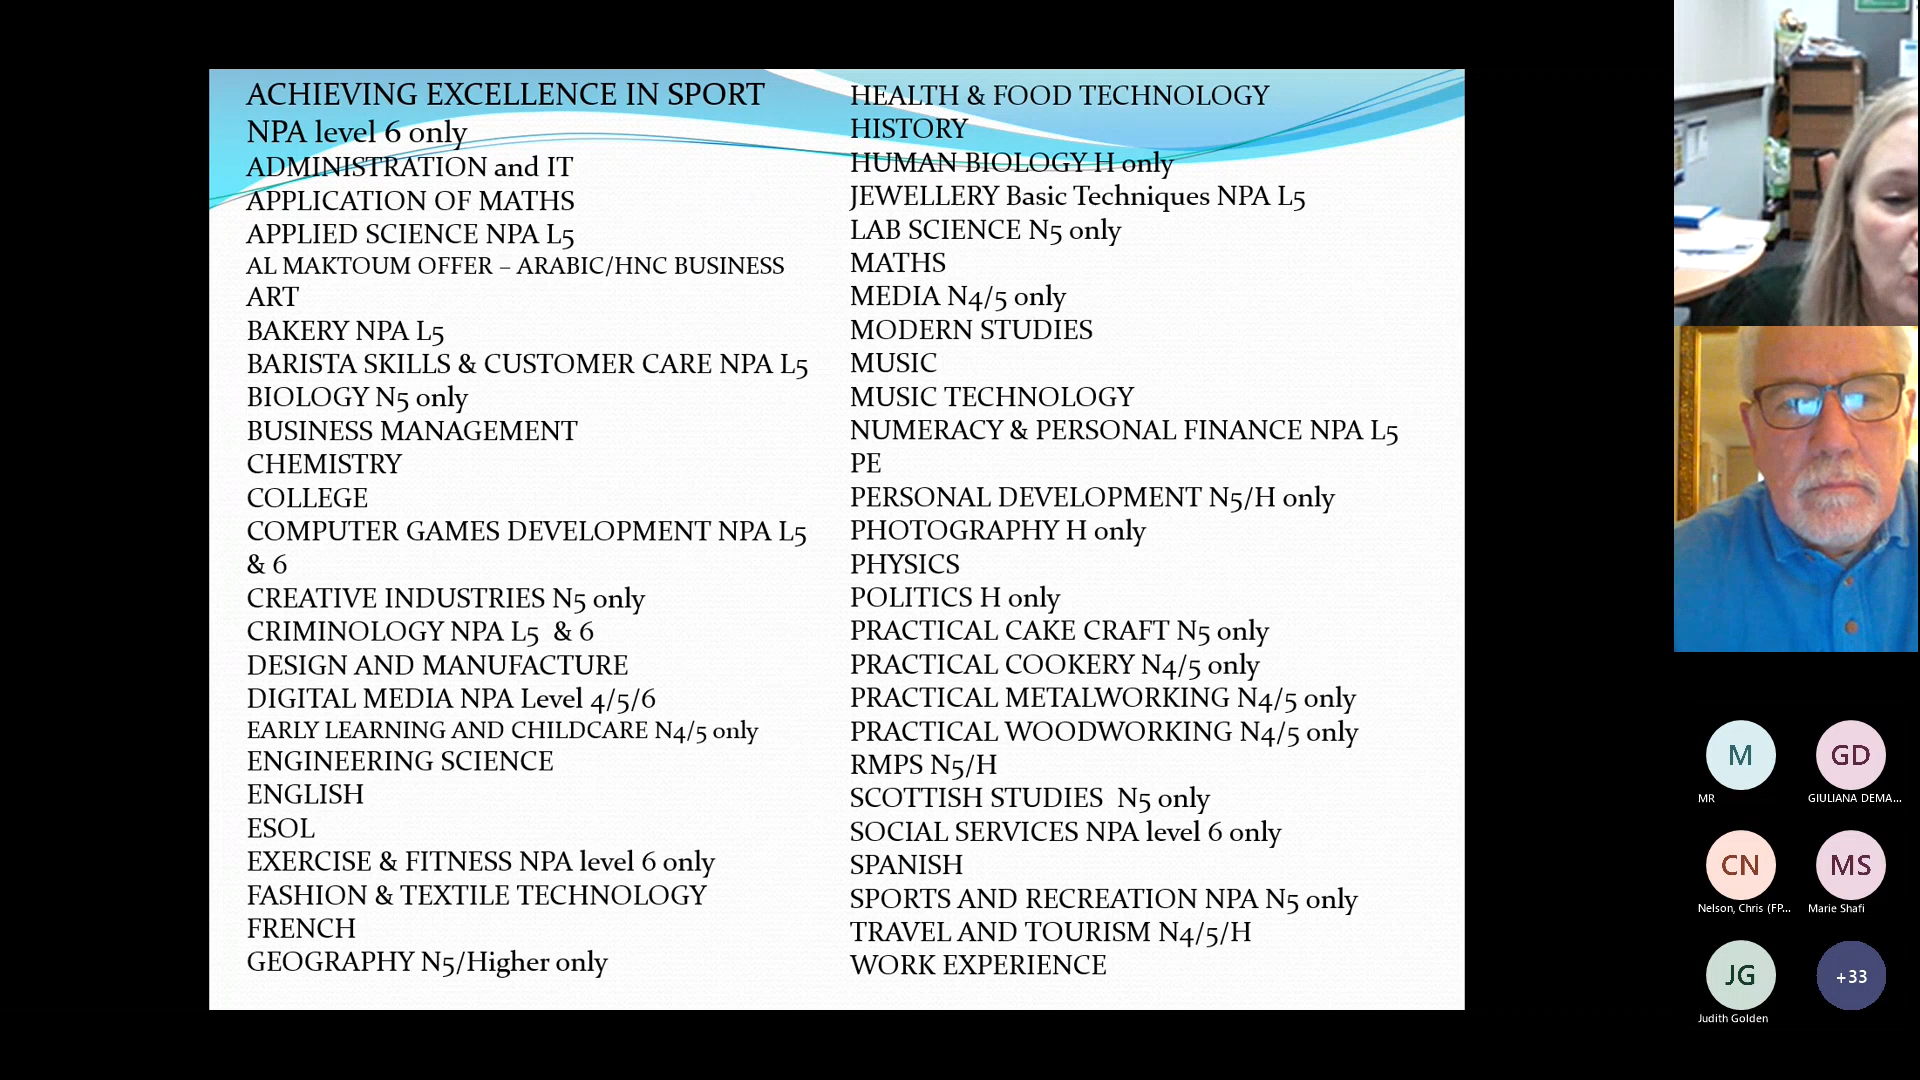 ACHIEVING EXCELLENCE IN SPORT
NPA level 6 only
ADMINISTRATION and IT
APPLICATION OF MATHS
APPLIED SCIENCE NPA L5
AL MAKTOUM OFFER – ARABIC/HNC BUSINESS
ART
BAKERY NPA L5
BARISTA SKILLS & CUSTOMER CARE NPA L5
BIOLOGY N5 only
BUSINESS MANAGEMENT
CHEMISTRY
COLLEGE
COMPUTER GAMES DEVELOPMENT NPA L5
& 6
CREATIVE INDUSTRIES N5 only
CRIMINOLOGY NPA L5 & 6
DESIGN AND MANUFACTURE
DIGITAL MEDIA NPA Level 4/5/6
EARLY LEARNING AND CHILDCARE N4/5 only
ENGINEERING SCIENCE
ENGLISH
ESOL
EXERCISE & FITNESS NPA level 6 only
FASHION & TEXTILE TECHNOLOGY
FRENCH
GEOGRAPHY N5/Higher only
HEALTH & FOOD TECHNOLOGY
HISTORY
HUMAN BIOLOGY H only
JEWELLERY Basic Techniques NPA L5
LAB SCIENCE N5 only
MATHS
MEDIA N4/5 only
MODERN STUDIES
MUSIC
MUSIC TECHNOLOGY
NUMERACY & PERSONAL FINANCE NPA L5
PE
PERSONAL DEVELOPMENT N5/H only
PHOTOGRAPHY H only
PHYSICS
POLITICS H only
PRACTICAL CAKE CRAFT N5 only
PRACTICAL COOKERY N4/5 only
PRACTICAL METALWORKING N4/5 only
PRACTICAL WOODWORKING N4/5 only
RMPS N5/H
SCOTTISH STUDIES N5 only
SOCIAL SERVICES NPA level 6 only
SPANISH
SPORTS AND RECREATION NPA N5 only
TRAVEL AND TOURISM N4/5/H
WORK EXPERIENCE
M
GD
MR
GIULIANA DEMA...
CN
MS
Nelson, Chris (FP...
Marie Shafi
JG
+33
Judith Golden